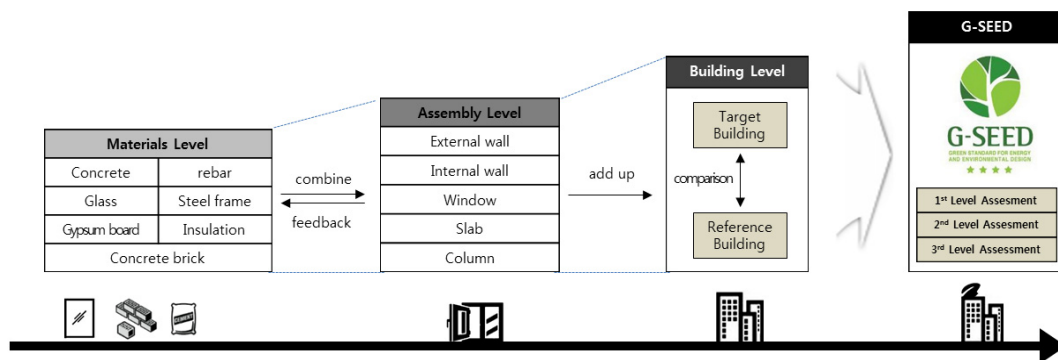 Materials Level
Concrete
rebar
Glass
Steel frame
Gypsum board
Insulation
Concrete brick
combine
feedback
Assembly Level
External wall
Internal wall
Window
Slab
Column
add up
Building Level
Target
Building
comparison
Reference
Building
G-SEED
G-SEED
GREEN STANDARD FOR ENERGY
AND ENVIRONMENTAL DESIGN
1st Level Assesment
2nd Level Assessment
3rd Level Assessment
CEMENT